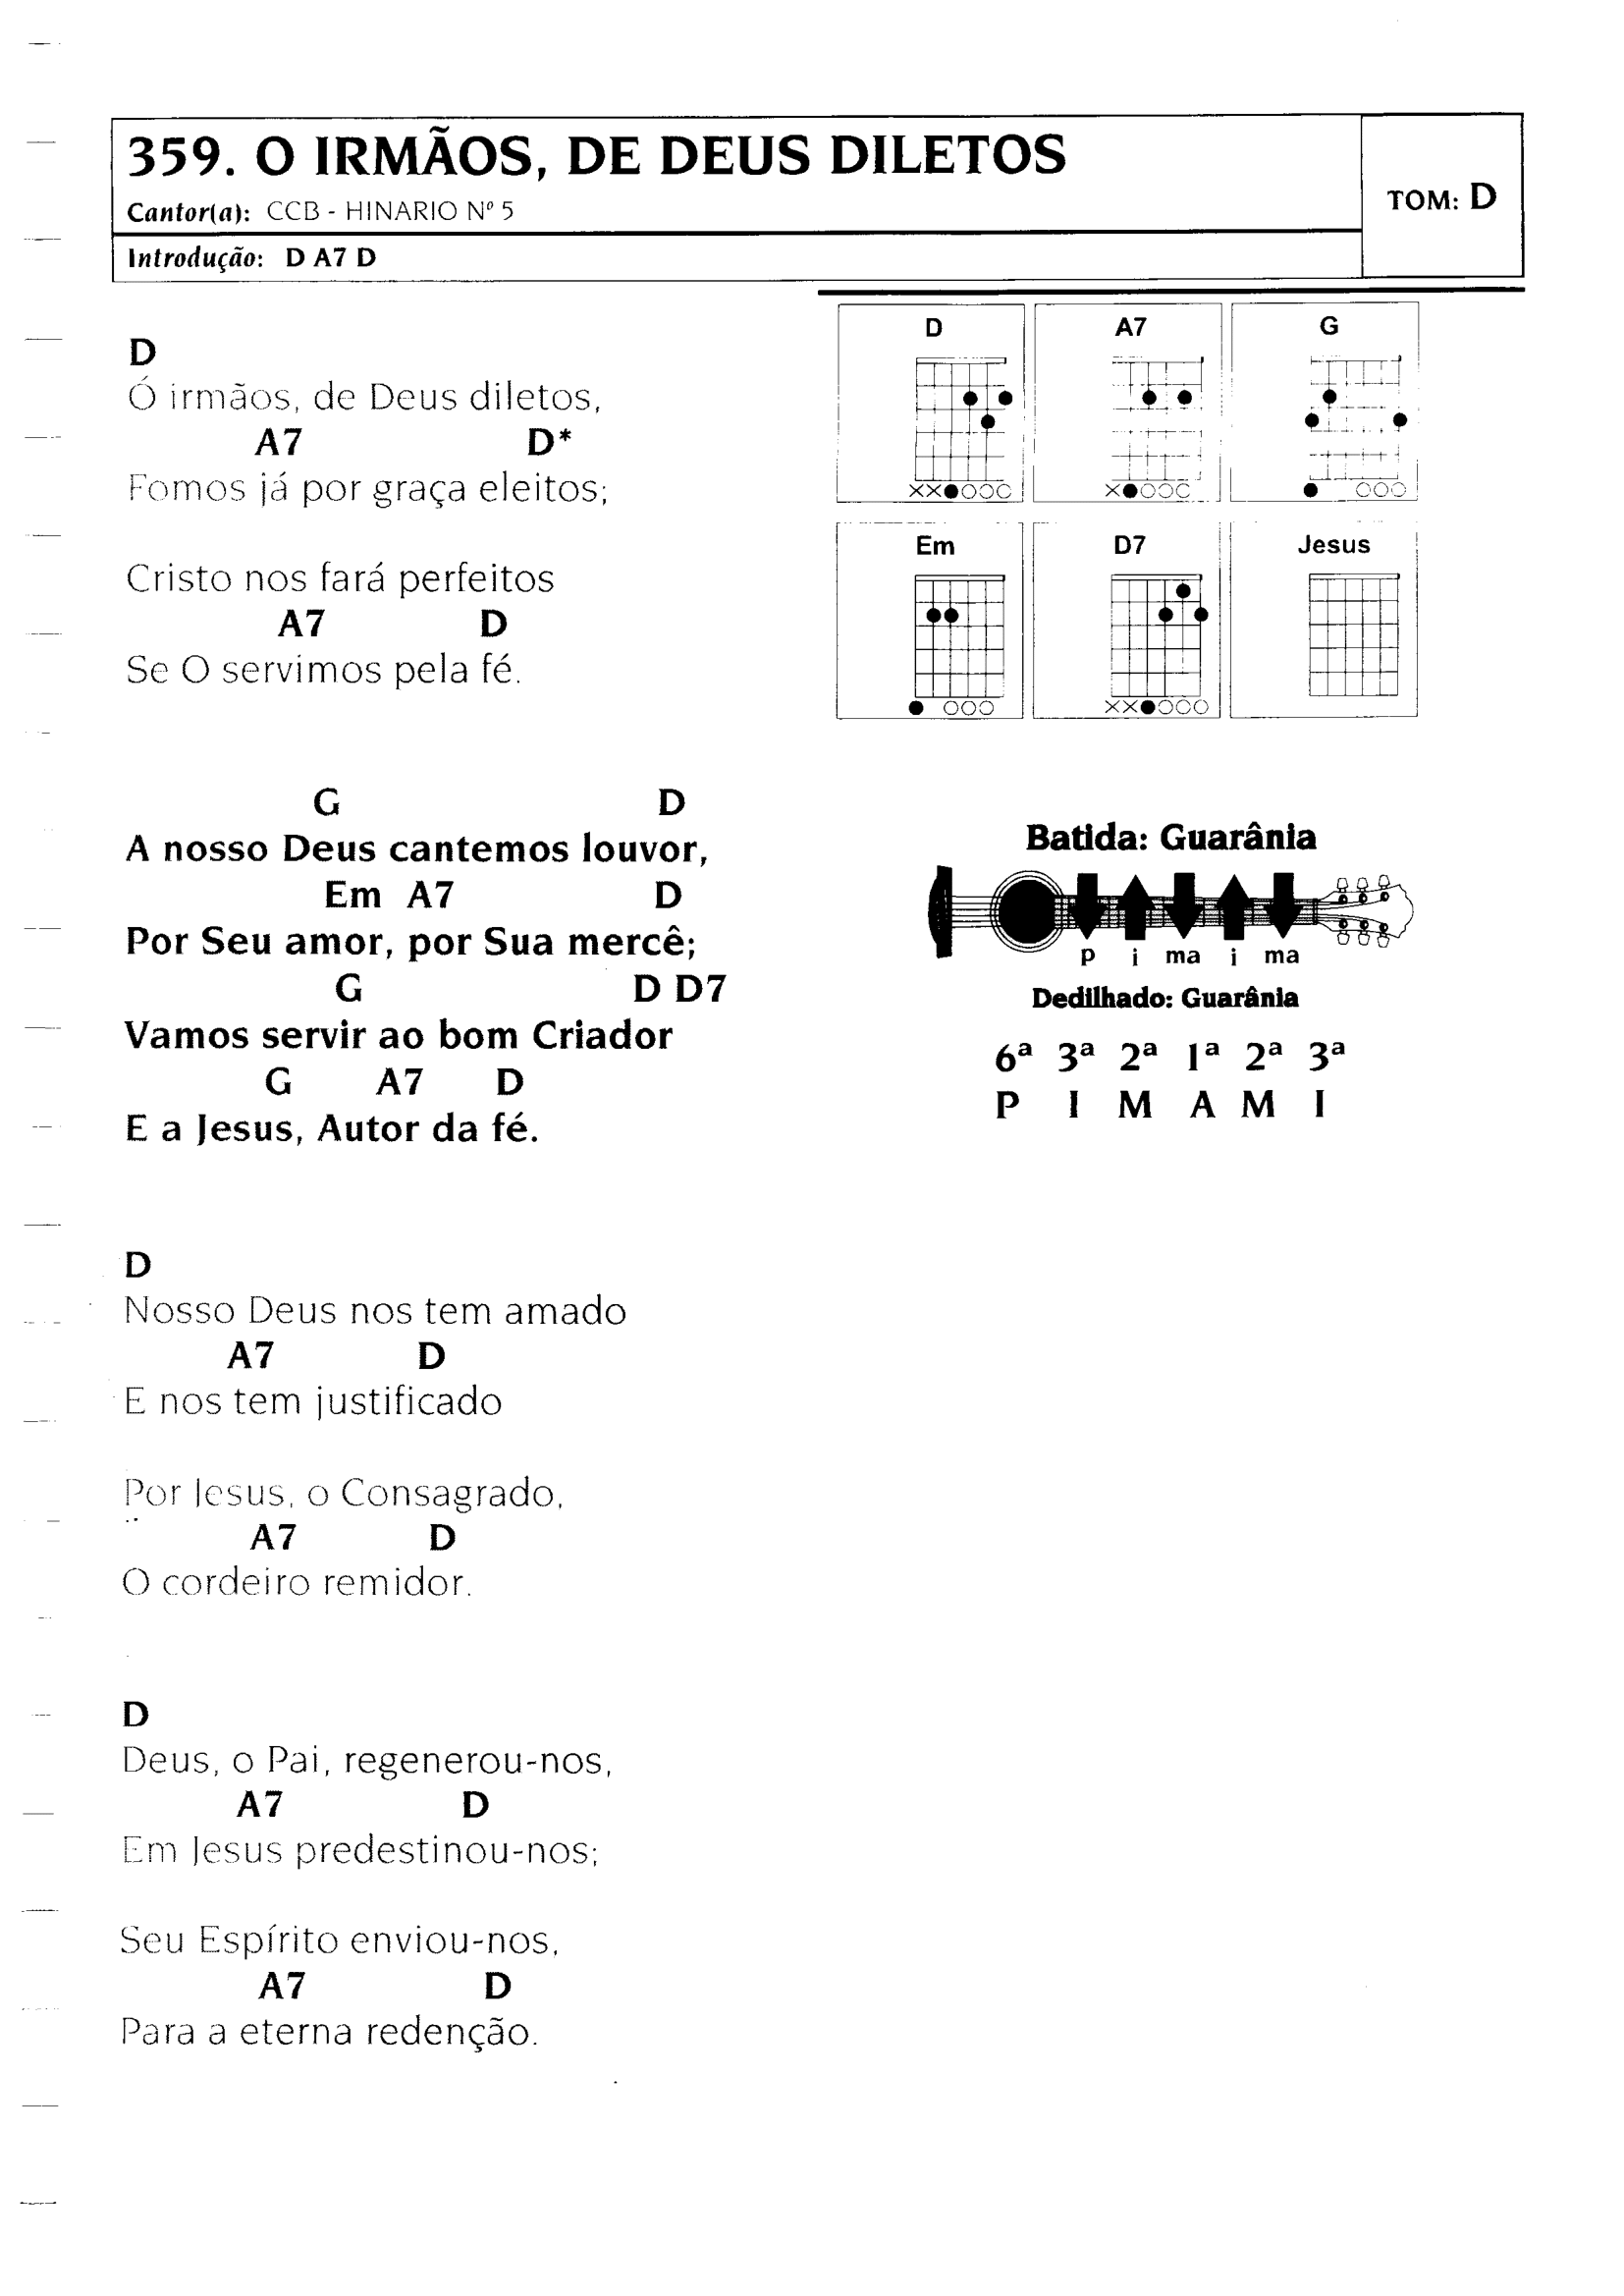 359. O IRMÃOS, DE DEUS DILETOS
Cantor(a): CCB - HINARIO Nº 5
TOM: D
Introdução: D A7 D
D
Ó irmãos, de Deus diletos,
A7 D*
Fomos já por graça eleitos;
Cristo nos fará perfeitos
A7 D
Se O servimos pela fé.
G D
A nosso Deus cantemos louvor,
Em A7 D
Por Seu amor, por Sua mercê;
G D D7
Vamos servir ao bom Criador
G A7 D
E a Jesus, Autor da fé.
D
Nosso Deus nos tem amado
A7 D
E nos tem justificado
Por Jesus, o Consagrado,
A7 D
O cordeiro remidor.
D
Deus, o Pai, regenerou-nos,
A7 D
Em Jesus predestinou-nos;
Seu Espírito enviou-nos,
A7 D
Para a eterna redenção.
D A7 G
Em D7 Jesus
Batida: Guarânia
p i ma i ma
Dedilhado: Guarânia
6ª 3ª 2ª 1ª 2ª 3ª
P I M A M I